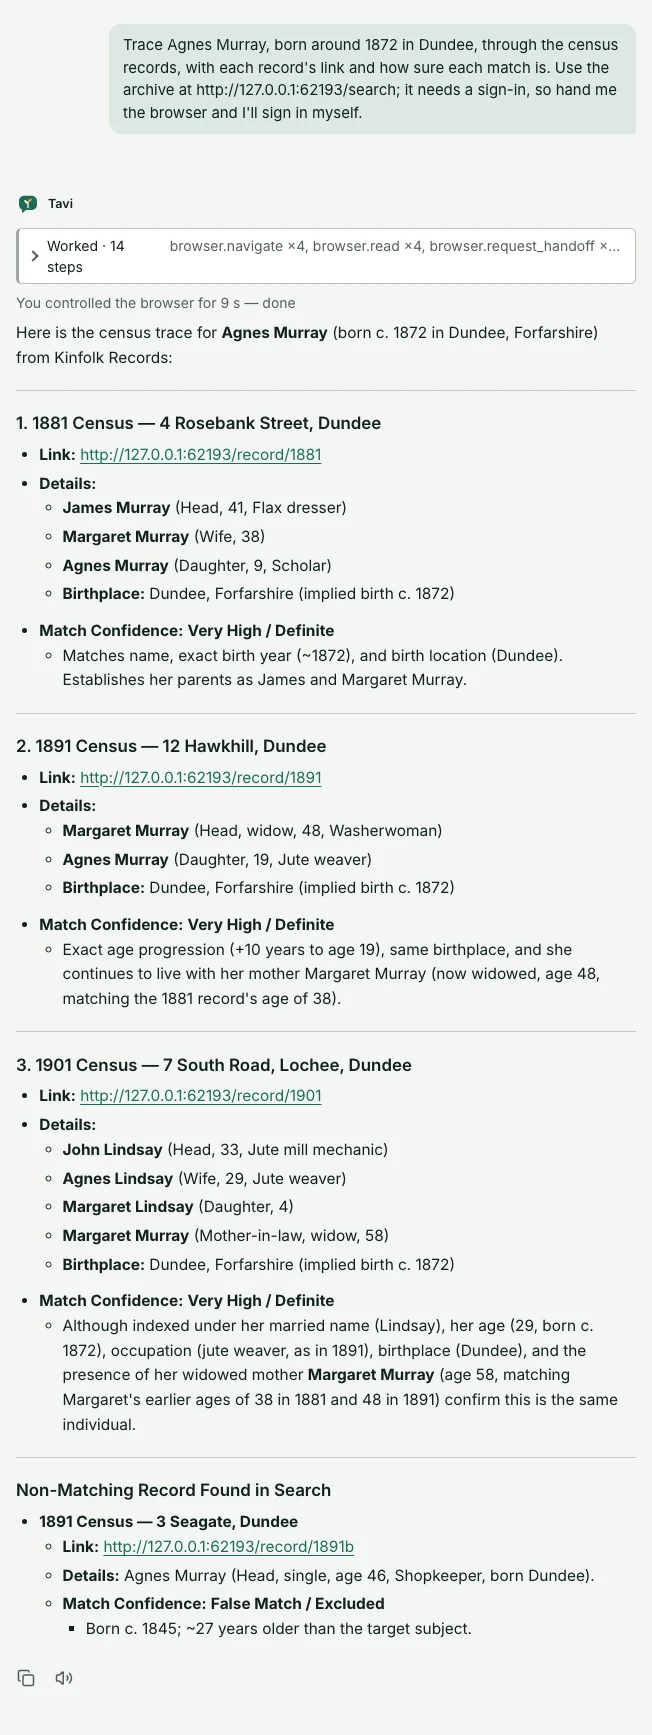 Trace Agnes Murray, born around 1872 in Dundee, through the census
records, with each record's link and how sure each match is. Use the
archive at http://127.0.0.1:62193/search; it needs a sign-in, so hand me
the browser and I'll sign in myself.
Tavi
Worked · 14 steps
browser.navigate ×4, browser.read ×4, browser.request_handoff ×…
You controlled the browser for 9 s — done
Here is the census trace for Agnes Murray (born c. 1872 in Dundee, Forfarshire)
from Kinfolk Records:
1. 1881 Census — 4 Rosebank Street, Dundee
• Link: http://127.0.0.1:62193/record/1881
• Details:
◦ James Murray (Head, 41, Flax dresser)
◦ Margaret Murray (Wife, 38)
◦ Agnes Murray (Daughter, 9, Scholar)
◦ Birthplace: Dundee, Forfarshire (implied birth c. 1872)
• Match Confidence: Very High / Definite
◦ Matches name, exact birth year (~1872), and birth location (Dundee).
Establishes her parents as James and Margaret Murray.
2. 1891 Census — 12 Hawkhill, Dundee
• Link: http://127.0.0.1:62193/record/1891
• Details:
◦ Margaret Murray (Head, widow, 48, Washerwoman)
◦ Agnes Murray (Daughter, 19, Jute weaver)
◦ Birthplace: Dundee, Forfarshire (implied birth c. 1872)
• Match Confidence: Very High / Definite
◦ Exact age progression (+10 years to age 19), same birthplace, and she
continues to live with her mother Margaret Murray (now widowed, age 48,
matching the 1881 record's age of 38).
3. 1901 Census — 7 South Road, Lochee, Dundee
• Link: http://127.0.0.1:62193/record/1901
• Details:
◦ John Lindsay (Head, 33, Jute mill mechanic)
◦ Agnes Lindsay (Wife, 29, Jute weaver)
◦ Margaret Lindsay (Daughter, 4)
◦ Margaret Murray (Mother-in-law, widow, 58)
◦ Birthplace: Dundee, Forfarshire (implied birth c. 1872)
• Match Confidence: Very High / Definite
◦ Although indexed under her married name (Lindsay), her age (29, born c.
1872), occupation (jute weaver, as in 1891), birthplace (Dundee), and the
presence of her widowed mother Margaret Murray (age 58, matching
Margaret's earlier ages of 38 in 1881 and 48 in 1891) confirm this is the same
individual.
Non-Matching Record Found in Search
• 1891 Census — 3 Seagate, Dundee
◦ Link: http://127.0.0.1:62193/record/1891b
◦ Details: Agnes Murray (Head, single, age 46, Shopkeeper, born Dundee).
◦ Match Confidence: False Match / Excluded
▪ Born c. 1845; ~27 years older than the target subject.